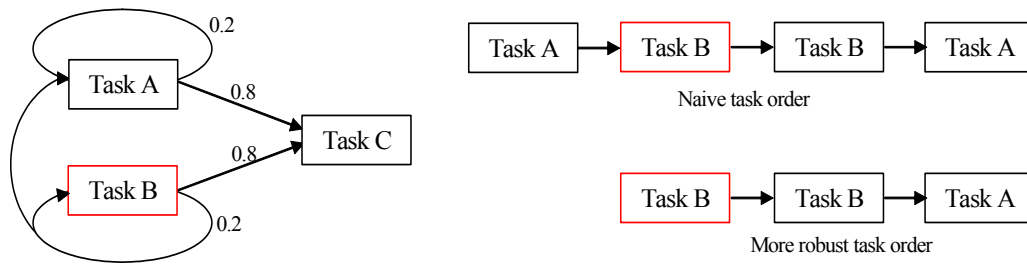 0.2
Task A
0.8
Task C
0.8
Task B
0.2
Task A Task B Task B Task A
Naive task order
Task B Task B Task A
More robust task order